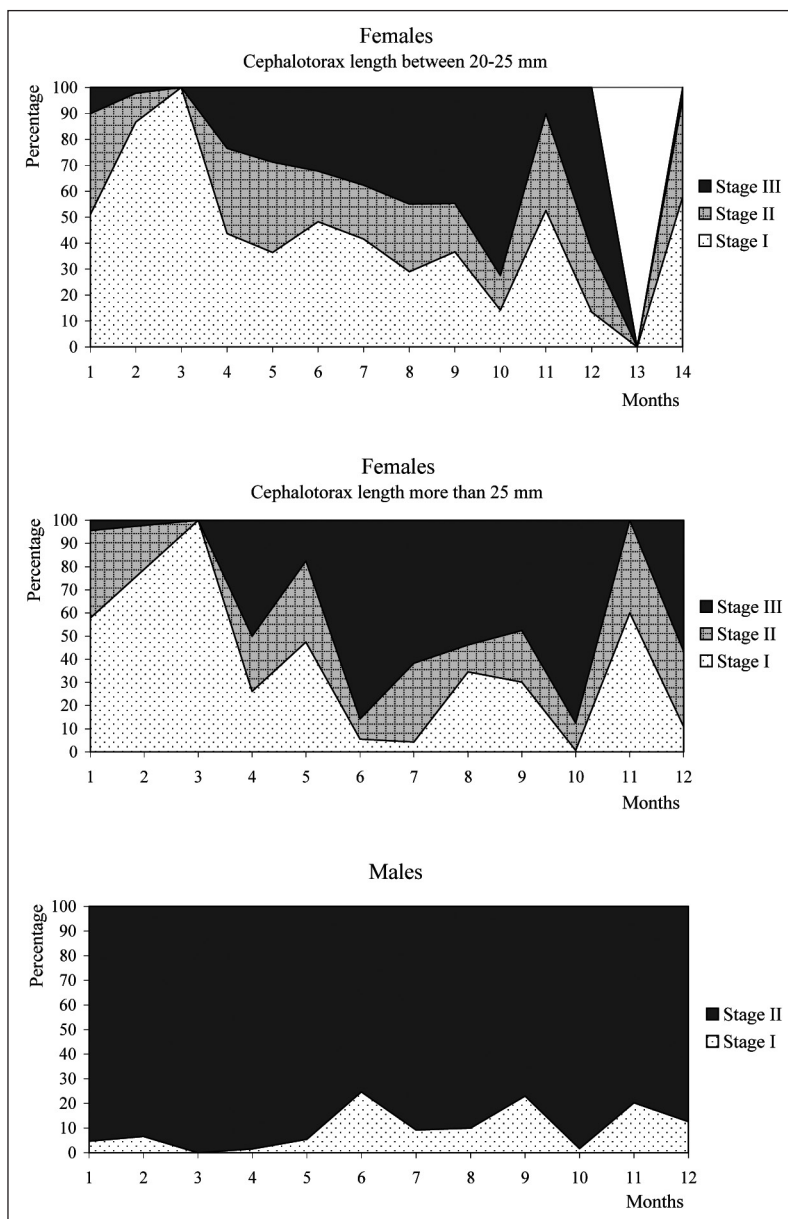 Females
Cephalotorax length between 20-25 mm
Percentage
100
90
80
70
60
50
40
30
20
10
0
1 2 3 4 5 6 7 8 9 10 11 12 13 14
Months
Stage III
Stage II
Stage I
Females
Cephalotorax length more than 25 mm
Percentage
100
90
80
70
60
50
40
30
20
10
0
1 2 3 4 5 6 7 8 9 10 11 12
Months
Stage III
Stage II
Stage I
Males
Percentage
100
90
80
70
60
50
40
30
20
10
0
1 2 3 4 5 6 7 8 9 10 11 12
Months
Stage II
Stage I